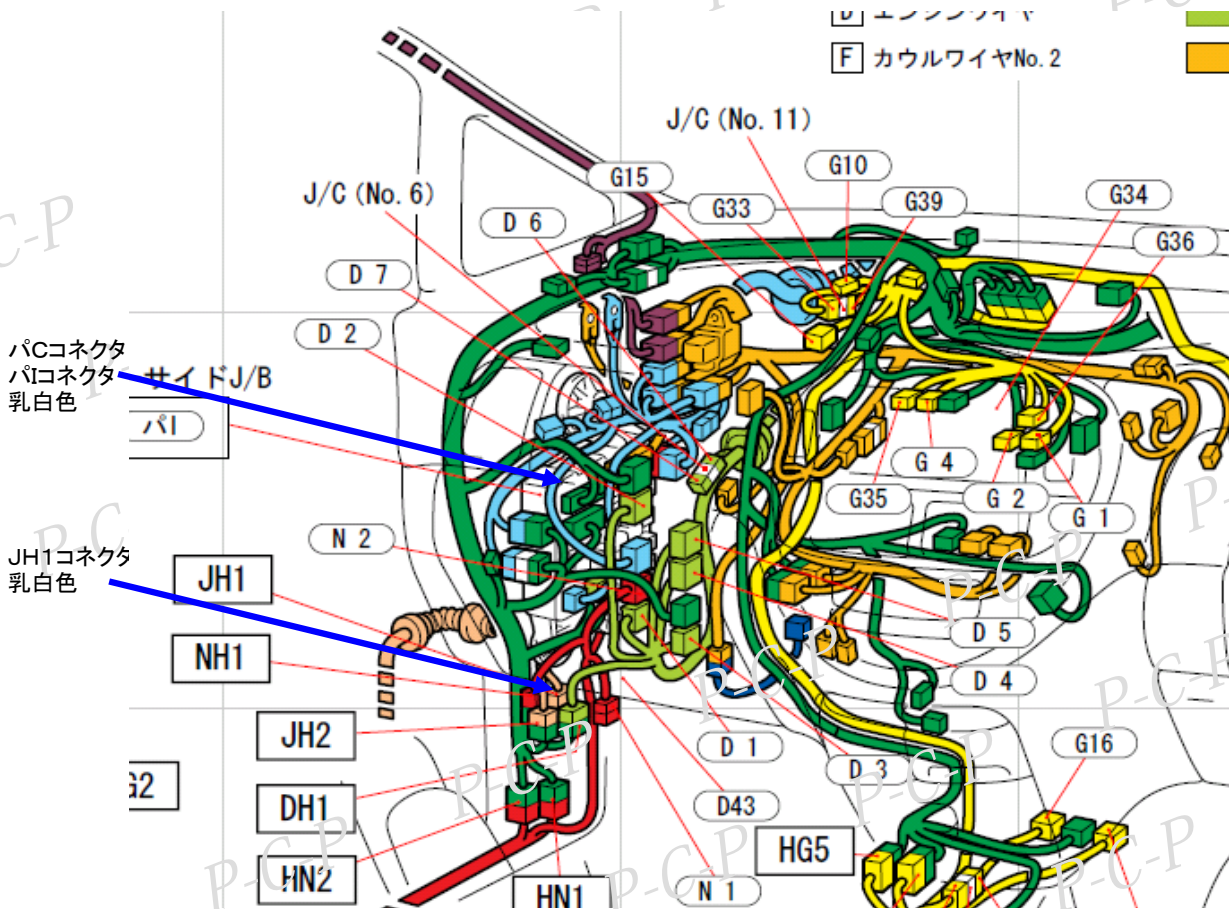 D エンジンワイヤ
F カウルワイヤNo.2
J/C (No. 11)
G15
G10
J/C (No. 6)
G33
G39
G34
D 6
G36
D 7
D 2
パCコネクタ
パIコネクタ
乳白色
サイドJ/B
パI
G 4
G35
G 2
G 1
N 2
JH1コネクタ
乳白色
JH1
D 5
NH1
D 4
JH2
D 1
G16
G2
D 3
DH1
D43
HG5
HN2
HN1
N 1
P-C-P
P-C-P
P-C-P
P-C-P
P-C-P
P-C-P
P-C-P
P-C-P